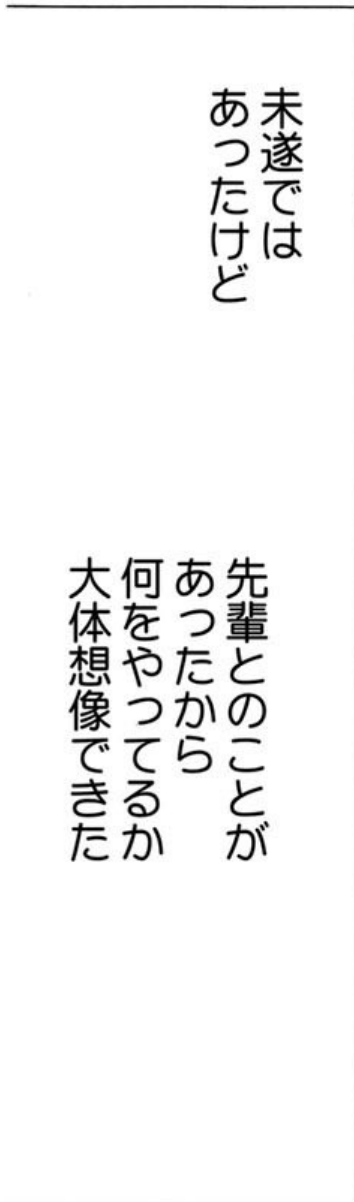 未遂では
あったけど
先輩とのことが
あったから
何をやってるか
大体想像できた